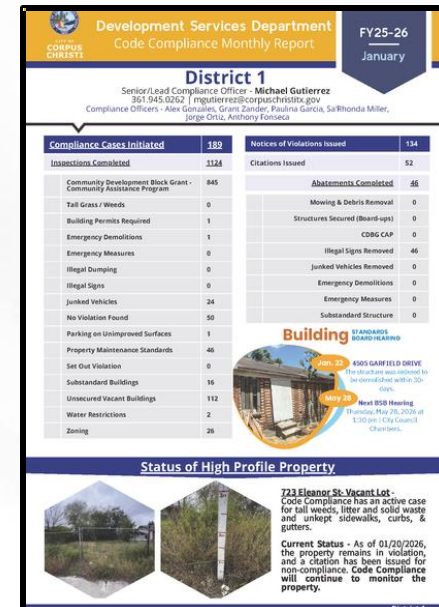 CITY OF
CORPUS
CHRISTI
Development Services Department
Code Compliance Monthly Report
FY25-26
January
District 1
Senior/Lead Compliance Officer - Michael Gutierrez
361.945.0262 | mgutierrez@corpuschristitx.gov
Compliance Officers - Alex Gonzales, Grant Zander, Paulina Garcia, Sa'Rhonda Miller,
Jorge Ortiz, Anthony Fonseca
Compliance Cases Initiated 189
Inspections Completed 1124
Community Development Block Grant -
Community Assistance Program 845
Tall Grass / Weeds 0
Building Permits Required 1
Emergency Demolitions 1
Emergency Measures 0
Illegal Dumping 0
Illegal Signs 0
Junked Vehicles 24
No Violation Found 50
Parking on Unimproved Surfaces 1
Property Maintenance Standards 46
Set Out Violation 0
Substandard Buildings 16
Unsecured Vacant Buildings 112
Water Restrictions 2
Zoning 26
Notices of Violations Issued 134
Citations Issued 52
Abatements Completed 46
Mowing & Debris Removal 0
Structures Secured (Board-ups) 0
CDBG CAP 0
Illegal Signs Removed 46
Junked Vehicles Removed 0
Emergency Demolitions 0
Emergency Measures 0
Substandard Structure 0
Building STANDARDS
BOARD HEARING
Jan. 22
4505 GARFIELD DRIVE
The structure was ordered to
be demolished within 30-
days.
May 28
Next BSB Hearing
Thursday, May 28, 2026 at
1:30 pm | City Council
Chambers.
Status of High Profile Property
723 Eleanor St- Vacant Lot -
Code Compliance has an active case
for tall weeds, litter and solid waste
and unkept sidewalks, curbs, &
gutters.
Current Status - As of 01/20/2026,
the property remains in violation,
and a citation has been issued for
non-compliance. Code Compliance
will continue to monitor the
property.